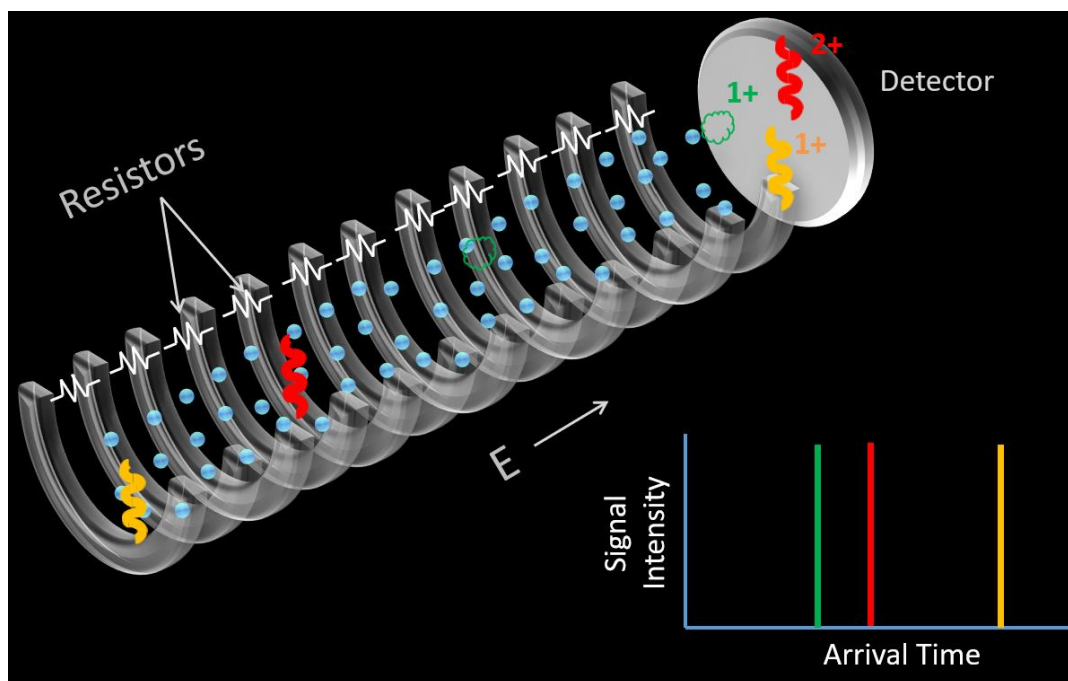 2+
1+
Detector
1+
Resistors
E
Signal
Intensity
Arrival Time